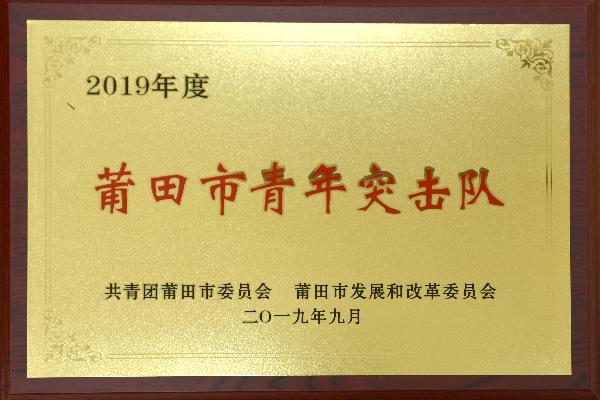 2019年度
莆田市青年突击队
共青团莆田市委员会 莆田市发展和改革委员会
二〇一九年九月